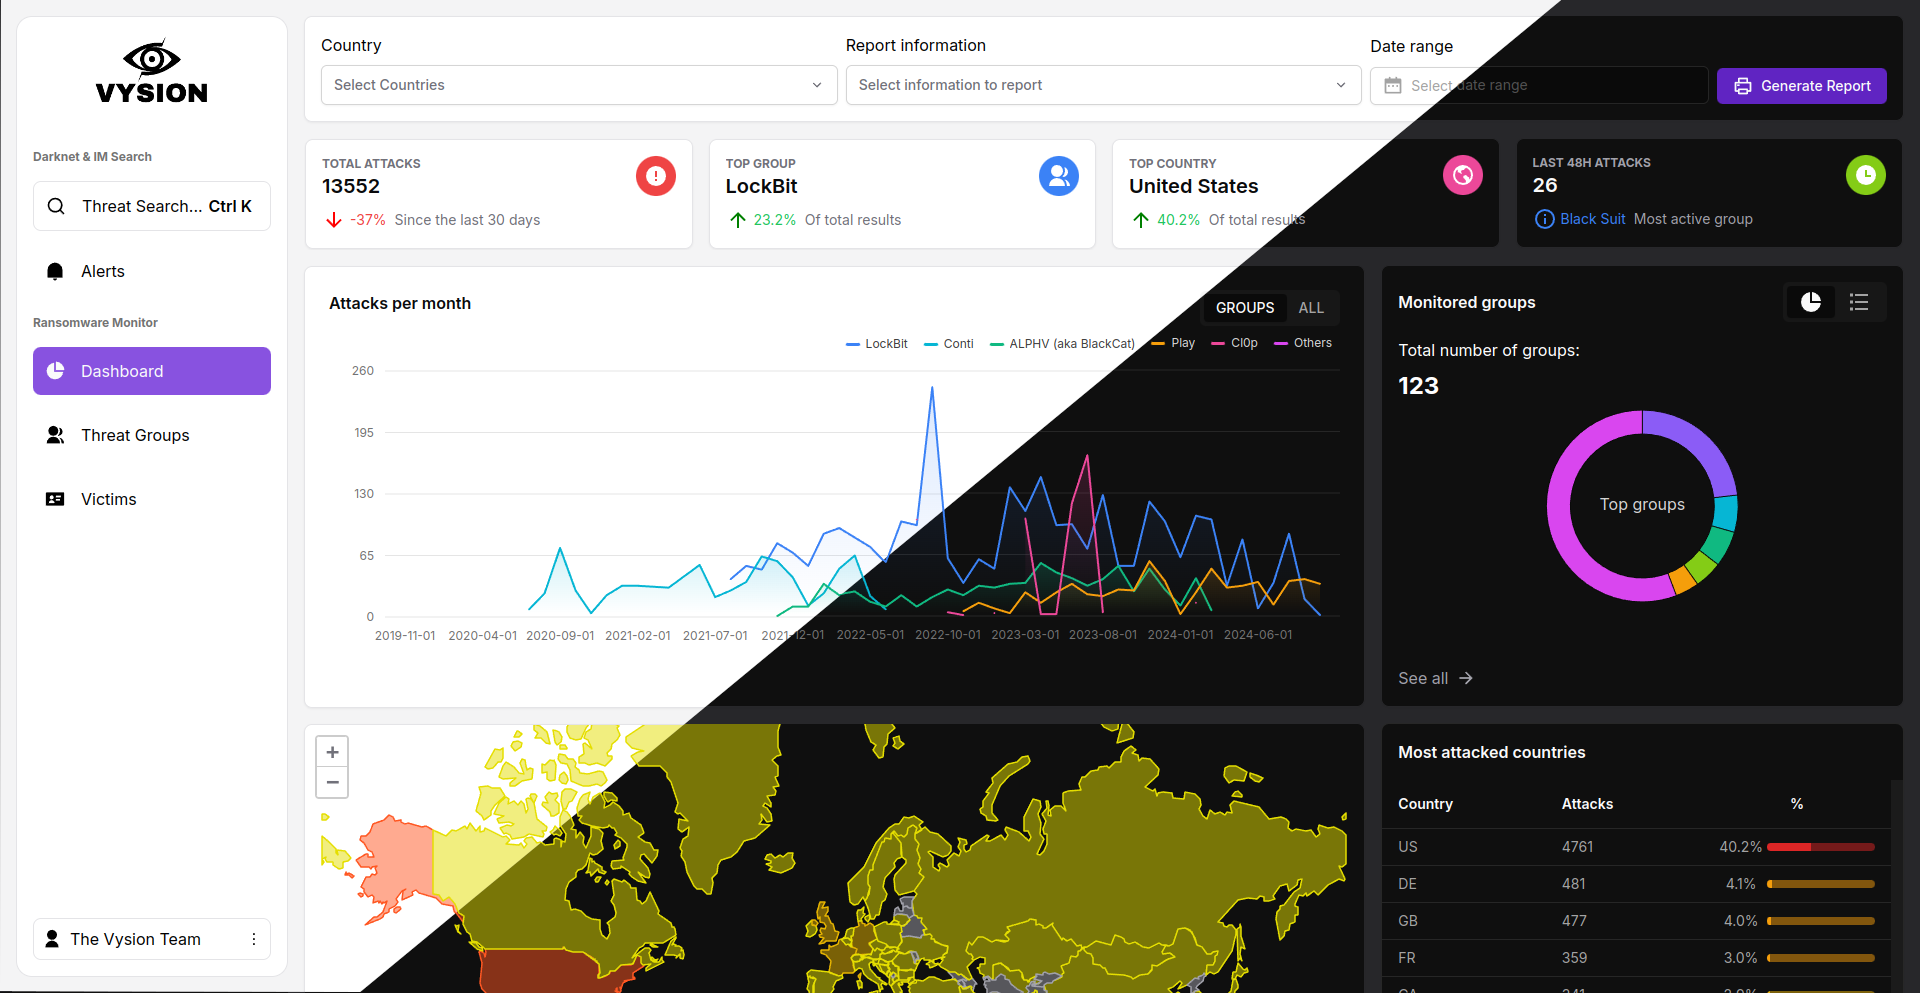 VYSION
Darknet & IM Search
Threat Search... Ctrl K
Alerts
Ransomware Monitor
Dashboard
Threat Groups
Victims
The Vysion Team
Country
Select Countries
Report information
Select information to report
Date range
Select date range
Generate Report
TOTAL ATTACKS
13552
-37% Since the last 30 days
TOP GROUP
LockBit
23.2% Of total results
TOP COUNTRY
United States
40.2% Of total results
LAST 48H ATTACKS
26
Black Suit Most active group
Attacks per month
GROUPS ALL
LockBit Conti ALPHV (aka BlackCat) Play Cl0p Others
260
195
130
65
0
2019-11-01 2020-04-01 2020-09-01 2021-02-01 2021-07-01 2021-12-01 2022-05-01 2022-10-01 2023-03-01 2023-08-01 2024-01-01 2024-06-01
Monitored groups
Total number of groups:
123
Top groups
See all
+
−
Most attacked countries
Country Attacks %
US 4761 40.2%
DE 481 4.1%
GB 477 4.0%
FR 359 3.0%